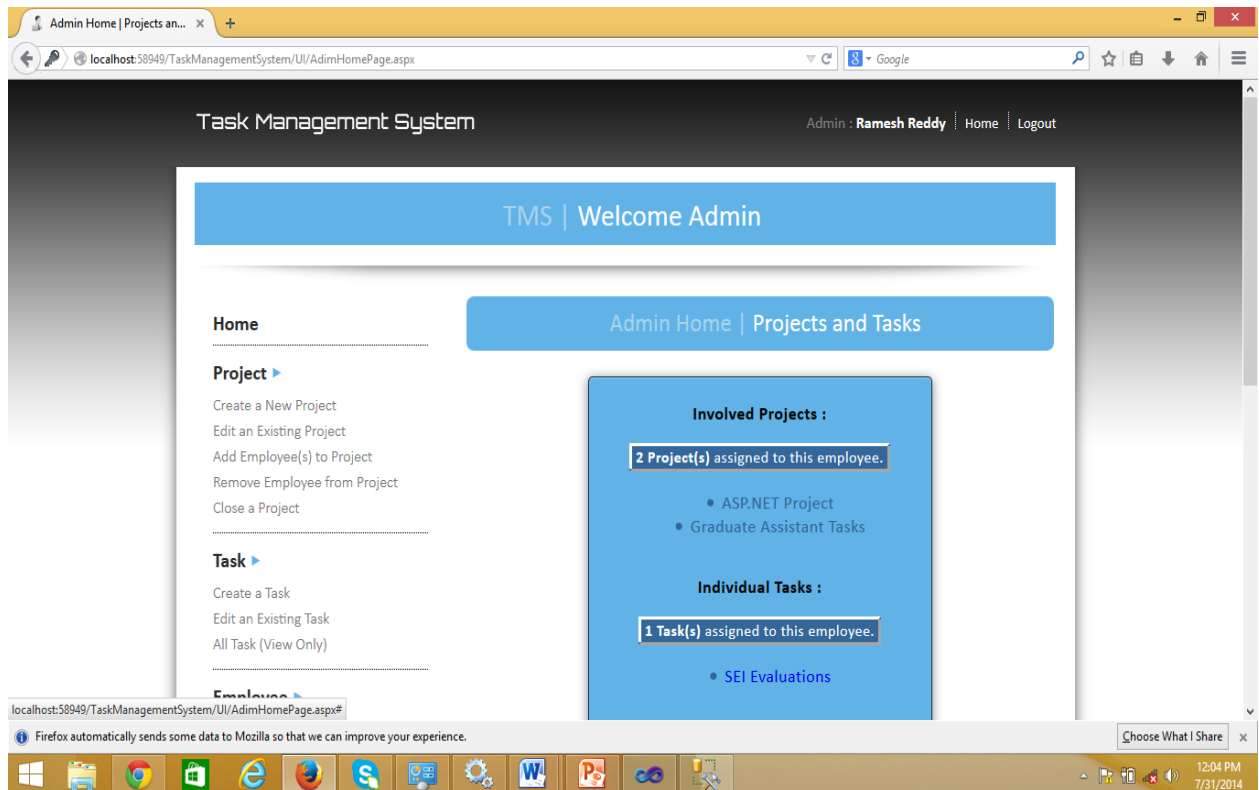 Admin Home | Projects an...
localhost:58949/TaskManagementSystem/UI/AdimHomePage.aspx
Google
Task Management System
Admin : Ramesh Reddy Home Logout
TMS | Welcome Admin
Home
Project
Create a New Project
Edit an Existing Project
Add Employee(s) to Project
Remove Employee from Project
Close a Project
Task
Create a Task
Edit an Existing Task
All Task (View Only)
Employee
Admin Home | Projects and Tasks
Involved Projects :
2 Project(s) assigned to this employee.
• ASP.NET Project
• Graduate Assistant Tasks
Individual Tasks :
1 Task(s) assigned to this employee.
• SEI Evaluations
localhost:58949/TaskManagementSystem/UI/AdimHomePage.aspx#
Firefox automatically sends some data to Mozilla so that we can improve your experience.
Choose What I Share
12:04 PM
7/31/2014